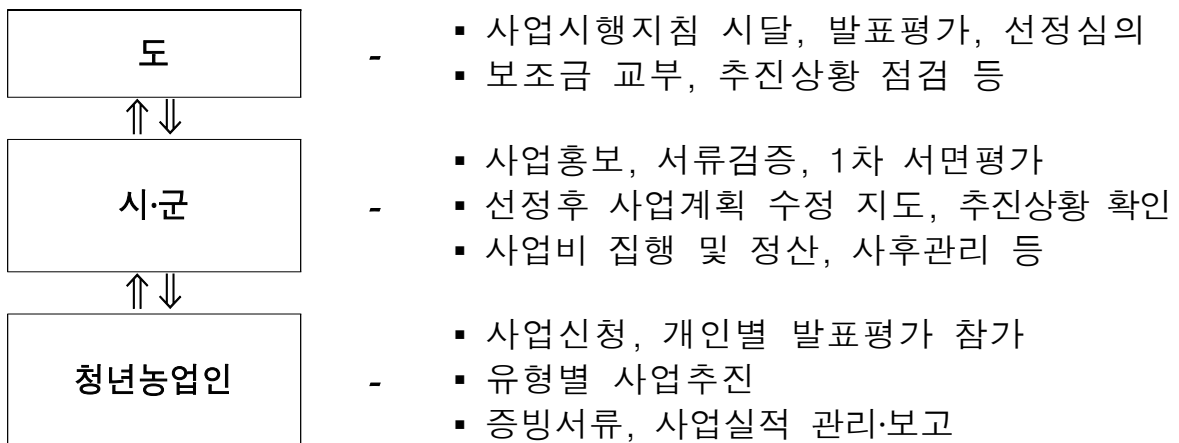 도 - ▪ 사업시행지침 시달, 발표평가, 선정심의
▪ 보조금 교부, 추진상황 점검 등
⇑⇓
▪ 사업홍보, 서류검증, 1차 서면평가
시·군 - ▪ 선정후 사업계획 수정 지도, 추진상황 확인
▪ 사업비 집행 및 정산, 사후관리 등
⇑⇓
▪ 사업신청, 개인별 발표평가 참가
청년농업인 - ▪ 유형별 사업추진
▪ 증빙서류, 사업실적 관리·보고